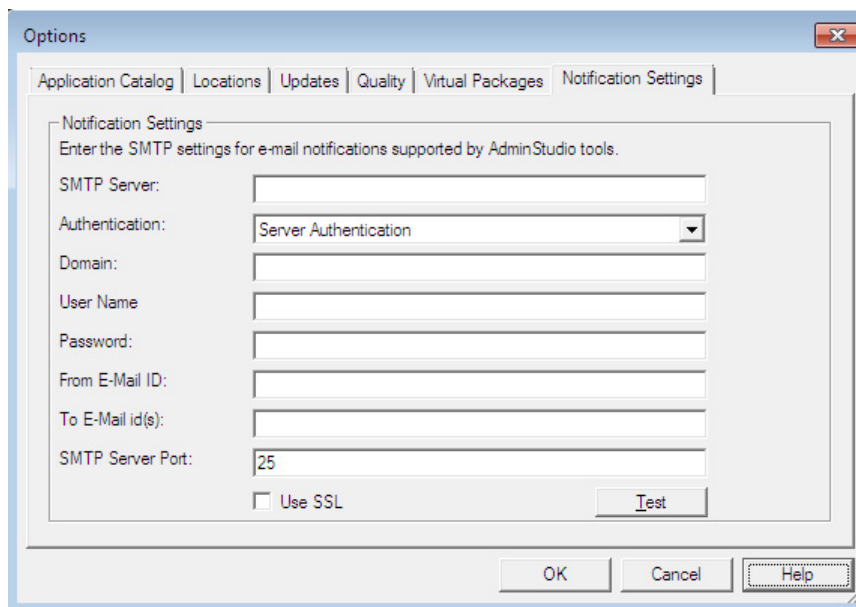 Options
Application Catalog Locations Updates Quality Virtual Packages Notification Settings
Notification Settings
Enter the SMTP settings for e-mail notifications supported by AdminStudio tools.
SMTP Server:
Authentication: Server Authentication
Domain:
User Name
Password:
From E-Mail ID:
To E-Mail id(s):
SMTP Server Port: 25
Use SSL Test
OK Cancel Help